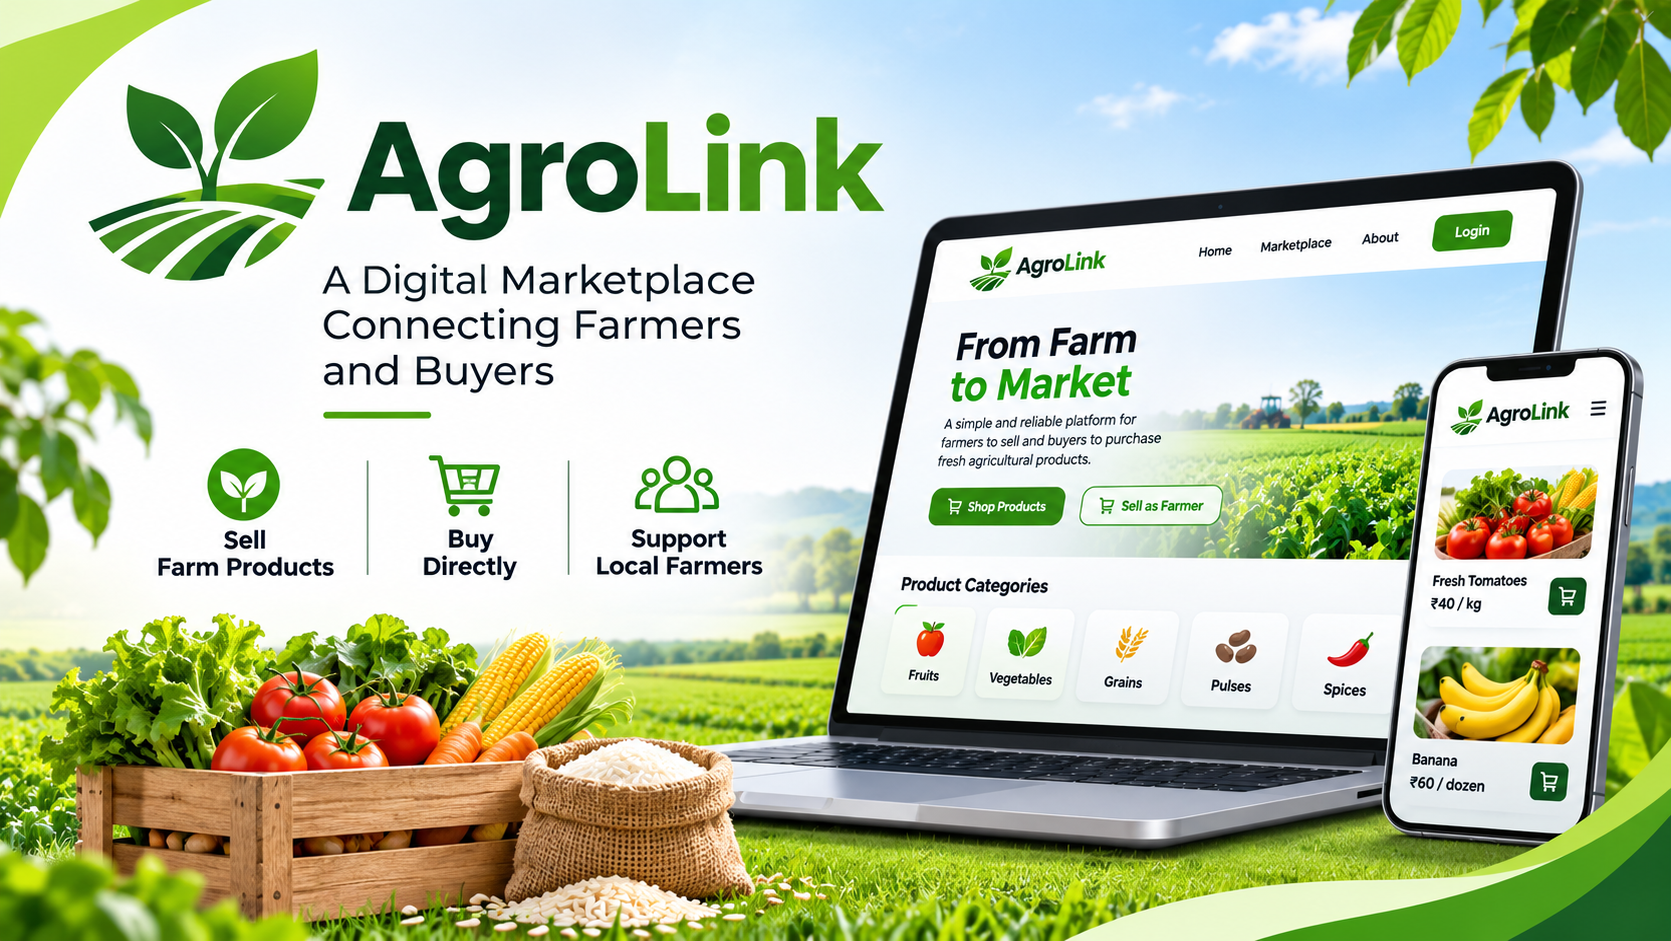 AgroLink
A Digital Marketplace
Connecting Farmers
and Buyers
Sell
Farm Products
Buy
Directly
Support
Local Farmers
AgroLink
Home
Marketplace
About
Login
From Farm
to Market
A simple and reliable platform for
farmers to sell and buyers to purchase
fresh agricultural products.
Shop Products
Sell as Farmer
Product Categories
Fruits
Vegetables
Grains
Pulses
Spices
AgroLink
Fresh Tomatoes
₹40 / kg
Banana
₹60 / dozen